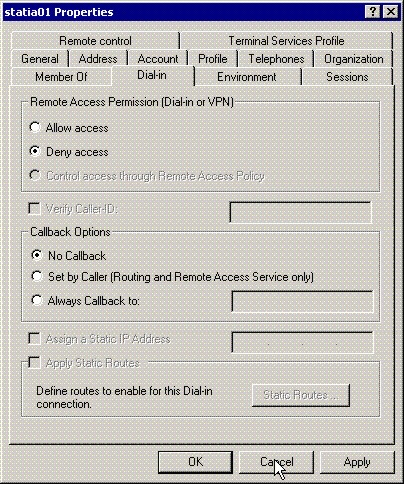 statia01 Properties
Remote control Terminal Services Profile
General Address Account Profile Telephones Organization
Member Of Dial-in Environment Sessions
Remote Access Permission (Dial-in or VPN)
Allow access
Deny access
Control access through Remote Access Policy
Verify Caller-ID:
Callback Options
No Callback
Set by Caller (Routing and Remote Access Service only)
Always Callback to:
Assign a Static IP Address
Apply Static Routes
Define routes to enable for this Dial-in
connection.
Static Routes ...
OK Cancel Apply